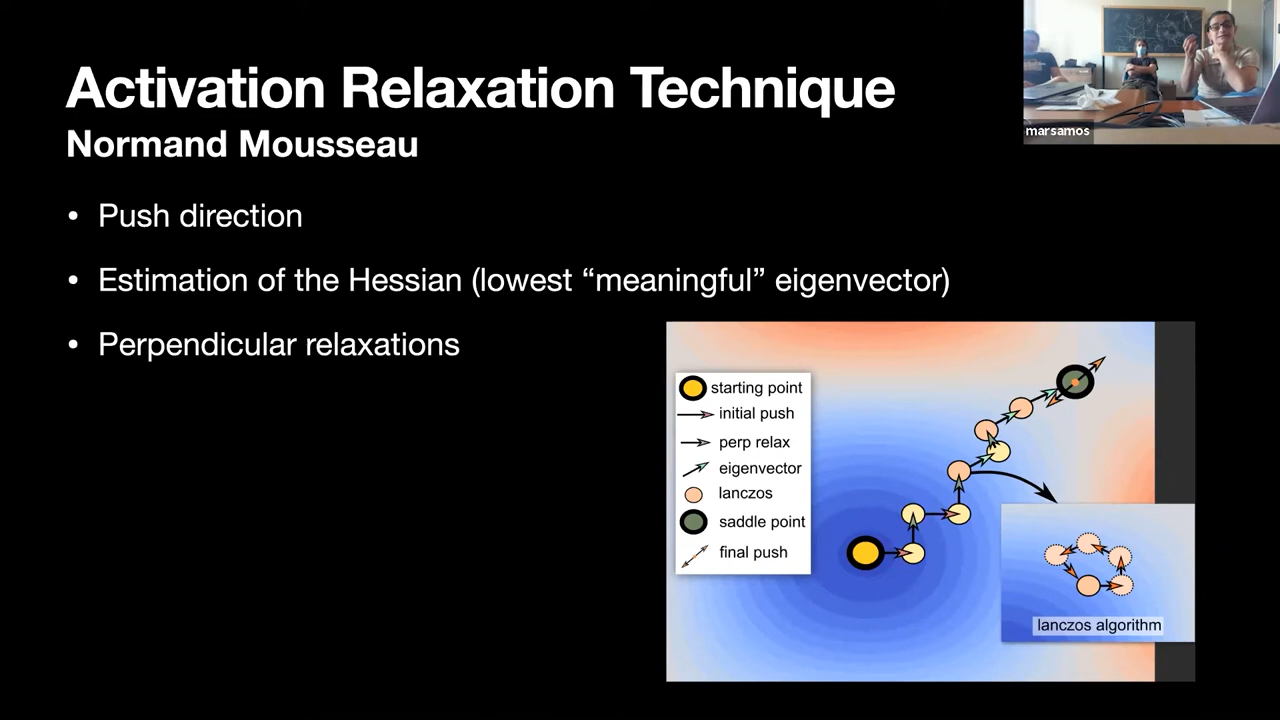 Activation Relaxation Technique
Normand Mousseau
marsamos
• Push direction
• Estimation of the Hessian (lowest “meaningful” eigenvector)
• Perpendicular relaxations
starting point
initial push
perp relax
eigenvector
lanczos
saddle point
final push
lanczos algorithm